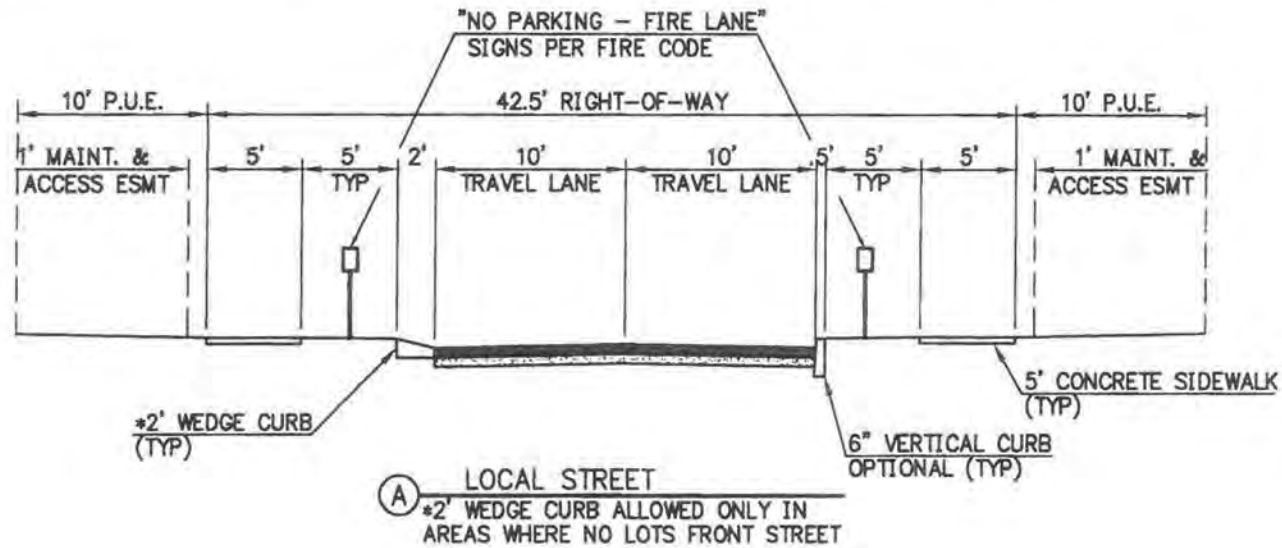 "NO PARKING – FIRE LANE"
SIGNS PER FIRE CODE
10' P.U.E.
42.5' RIGHT-OF-WAY
10' P.U.E.
1' MAINT. &
ACCESS ESMT
5'
5'
TYP
2'
10'
TRAVEL LANE
10'
TRAVEL LANE
.5'
5'
TYP
5'
1' MAINT. &
ACCESS ESMT
*2' WEDGE CURB
(TYP)
6" VERTICAL CURB
OPTIONAL (TYP)
5' CONCRETE SIDEWALK
(TYP)
A
LOCAL STREET
*2' WEDGE CURB ALLOWED ONLY IN
AREAS WHERE NO LOTS FRONT STREET